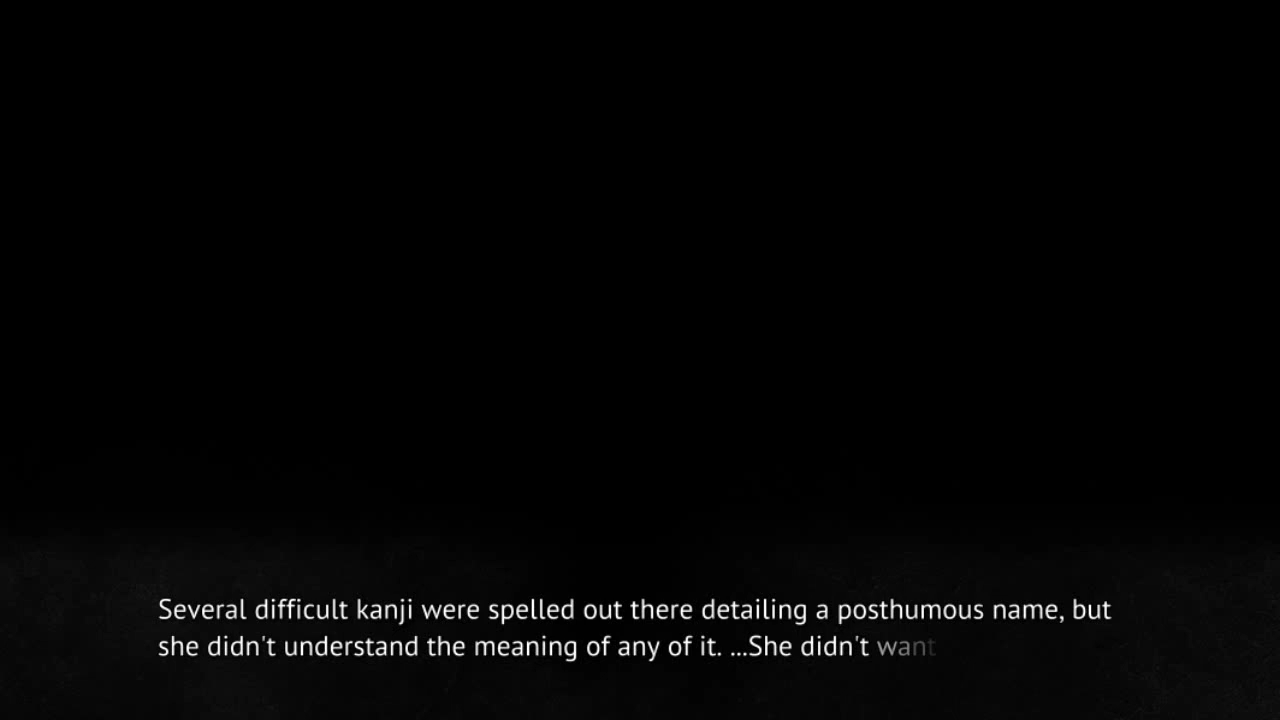 Several difficult kanji were spelled out there detailing a posthumous name, but
she didn't understand the meaning of any of it. ...She didn't want